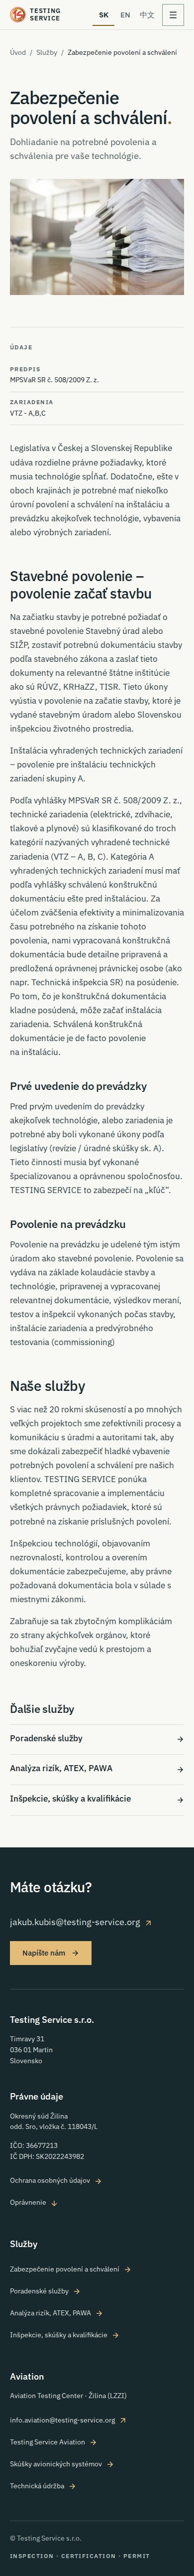 TESTING
SERVICE
SK EN 中文
Úvod / Služby / Zabezpečenie povolení a schválení
Zabezpečenie
povolení a schválení.
Dohliadanie na potrebné povolenia a
schválenia pre vaše technológie.
ÚDAJE
PREDPIS
MPSVaR SR č. 508/2009 Z. z.
ZARIADENIA
VTZ - A,B,C
Legislatíva v Českej a Slovenskej Republike
udáva rozdielne právne požiadavky, ktoré
musia technológie spĺňať. Dodatočne, ešte v
oboch krajinách je potrebné mať niekoľko
úrovní povolení a schválení na inštaláciu a
prevádzku akejkoľvek technológie, vybavenia
alebo výrobných zariadení.
Stavebné povolenie –
povolenie začať stavbu
Na začiatku stavby je potrebné požiadať o
stavebné povolenie Stavebný úrad alebo
SIŽP, zostaviť potrebnú dokumentáciu stavby
podľa stavebného zákona a zaslať tieto
dokumenty na relevantné štátne inštitúcie
ako sú RÚVZ, KRHaZZ, TISR. Tieto úkony
vyústia v povolenie na začatie stavby, ktoré je
vydané stavebným úradom alebo Slovenskou
inšpekciou životného prostredia.
Inštalácia vyhradených technických zariadení
– povolenie pre inštaláciu technických
zariadení skupiny A.
Podľa vyhlášky MPSVaR SR č. 508/2009 Z. z.,
technické zariadenia (elektrické, zdvíhacie,
tlakové a plynové) sú klasifikované do troch
kategórií nazývaných vyhradené technické
zariadenia (VTZ – A, B, C). Kategória A
vyhradených technických zariadení musí mať
podľa vyhlášky schválenú konštrukčnú
dokumentáciu ešte pred inštaláciou. Za
účelom zväčšenia efektivity a minimalizovania
času potrebného na získanie tohoto
povolenia, nami vypracovaná konštrukčná
dokumentácia bude detailne pripravená a
predložená oprávnenej právnickej osobe (ako
napr. Technická inšpekcia SR) na posúdenie.
Po tom, čo je konštrukčná dokumentácia
kladne posúdená, môže začať inštalácia
zariadenia. Schválená konštrukčná
dokumentácie je de facto povolenie
na inštaláciu.
Prvé uvedenie do prevádzky
Pred prvým uvedením do prevádzky
akejkoľvek technológie, alebo zariadenia je
potrebné aby boli vykonané úkony podľa
legislatívy (revízie / úradné skúšky sk. A).
Tieto činnosti musia byť vykonané
špecializovanou a oprávnenou spoločnosťou.
TESTING SERVICE to zabezpečí na „kľúč“.
Povolenie na prevádzku
Povolenie na prevádzku je udelené tým istým
úradom ako stavebné povolenie. Povolenie sa
vydáva na základe kolaudácie stavby a
technológie, pripravenej a vypracovanej
relevantnej dokumentácie, výsledkov meraní,
testov a inšpekcií vykonaných počas stavby,
inštalácie zariadenia a predvýrobného
testovania (commissioning)
Naše služby
S viac než 20 rokmi skúseností a po mnohých
veľkých projektoch sme zefektívnili procesy a
komunikáciu s úradmi a autoritami tak, aby
sme dokázali zabezpečiť hladké vybavenie
potrebných povolení a schválení pre našich
klientov. TESTING SERVICE ponúka
kompletné spracovanie a implementáciu
všetkých právnych požiadaviek, ktoré sú
potrebné na získanie príslušných povolení.
Inšpekciou technológií, objavovaním
nezrovnalostí, kontrolou a overením
dokumentácie zabezpečujeme, aby právne
požadovaná dokumentácia bola v súlade s
miestnymi zákonmi.
Zabraňuje sa tak zbytočným komplikáciám
zo strany akýchkoľvek orgánov, ktoré
bohužiaľ zvyčajne vedú k prestojom a
oneskoreniu výroby.
Ďalšie služby
Poradenské služby →
Analýza rizík, ATEX, PAWA →
Inšpekcie, skúšky a kvalifikácie →
Máte otázku?
jakub.kubis@testing-service.org ↗
Napíšte nám →
Testing Service s.r.o.
Timravy 31
036 01 Martin
Slovensko
Právne údaje
Okresný súd Žilina
odd. Sro, vložka č. 118043/L
IČO: 36677213
IČ DPH: SK2022243982
Ochrana osobných údajov →
Oprávnenie ↓
Služby
Zabezpečenie povolení a schválení →
Poradenské služby →
Analýza rizík, ATEX, PAWA →
Inšpekcie, skúšky a kvalifikácie →
Aviation
Aviation Testing Center - Žilina (LZZI)
info.aviation@testing-service.org ↗
Testing Service Aviation →
Skúšky avionických systémov →
Technická údržba →
© Testing Service s.r.o.
INSPECTION · CERTIFICATION · PERMIT